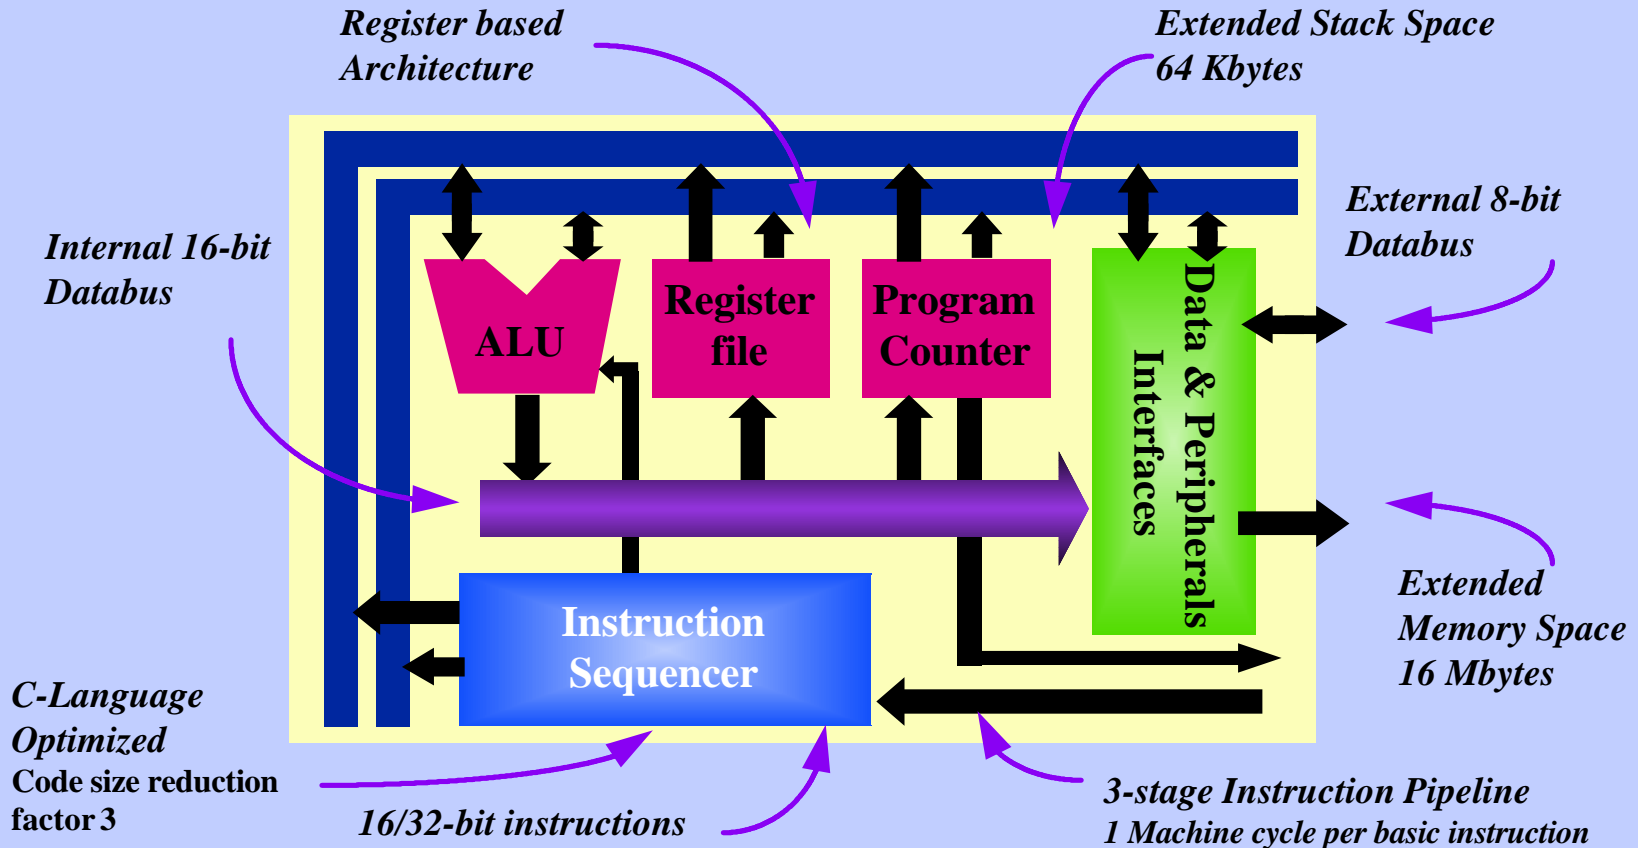 Register based
Architecture
Extended Stack Space
64 Kbytes
Internal 16-bit
Databus
External 8-bit
Databus
ALU
Register
file
Program
Counter
Data & Peripherals
Interfaces
Instruction
Sequencer
Extended
Memory Space
16 Mbytes
C-Language
Optimized
Code size reduction
factor 3
16/32-bit instructions
3-stage Instruction Pipeline
1 Machine cycle per basic instruction